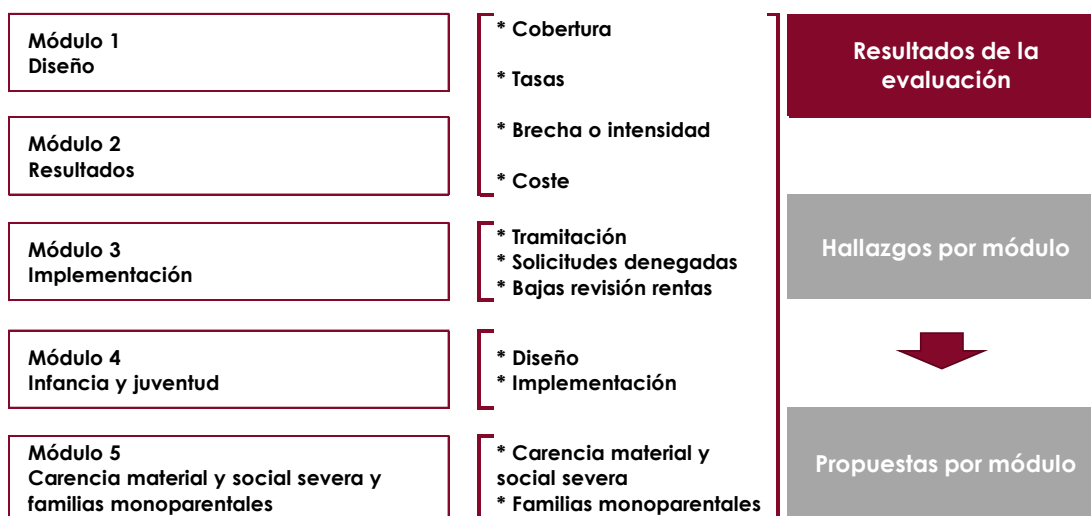 Módulo 1
Diseño
Módulo 2
Resultados
* Cobertura
* Tasas
* Brecha o intensidad
* Coste
Módulo 3
Implementación
* Tramitación
* Solicitudes denegadas
* Bajas revisión rentas
Módulo 4
Infancia y juventud
* Diseño
* Implementación
Módulo 5
Carencia material y social severa y
familias monoparentales
* Carencia material y
social severa
* Familias monoparentales
Resultados de la
evaluación
Hallazgos por módulo
Propuestas por módulo